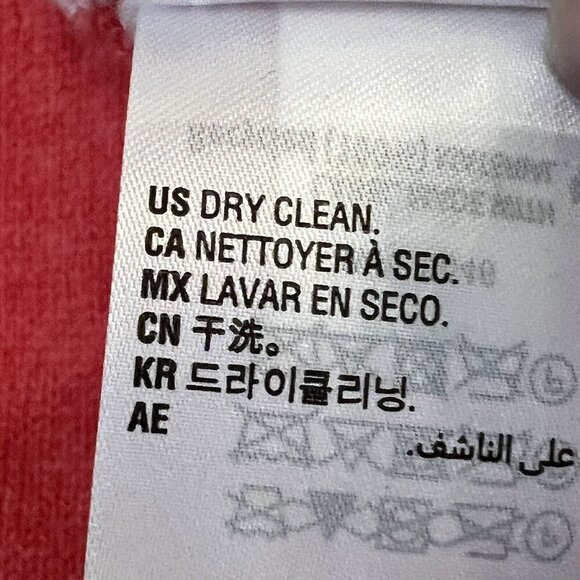 US DRY CLEAN.
CA NETTOYER À SEC.
MX LAVAR EN SECO.
CN 干洗。
KR 드라이클리닝.
AE على الناشف.